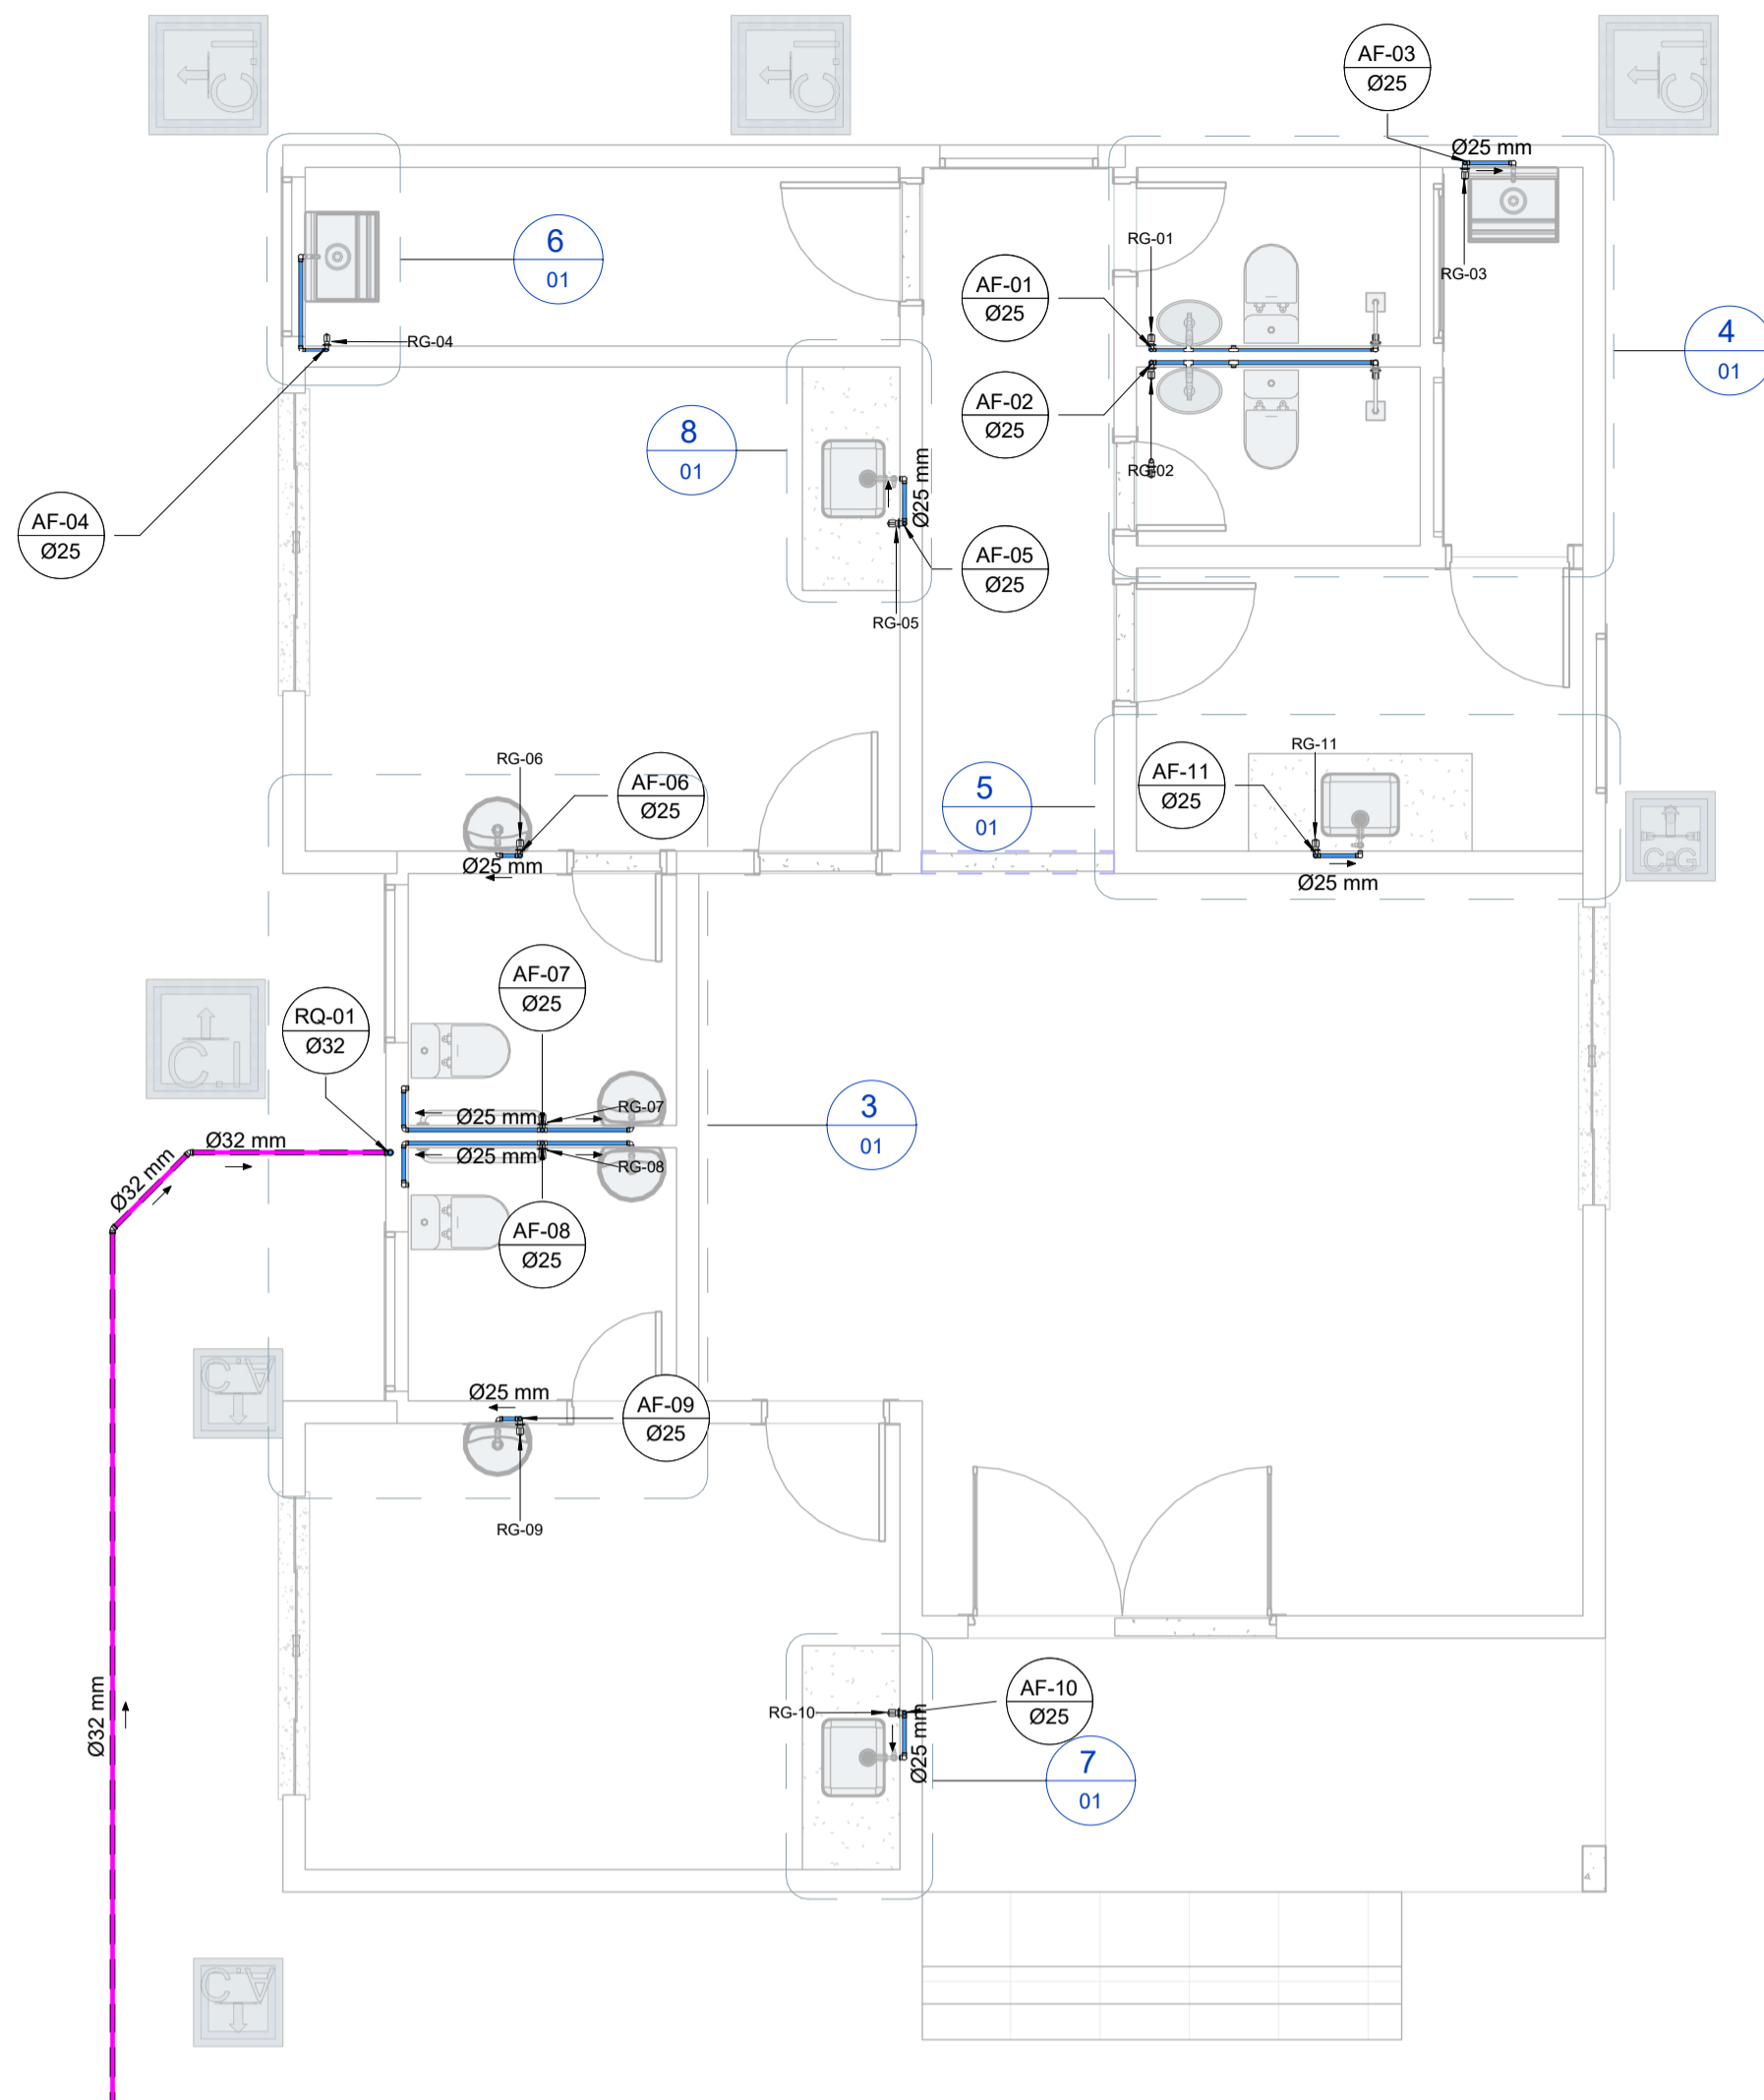 C.I
C.I
C.I
AF-03
Ø25
Ø25 mm
6
01
RG-01
RG-03
AF-01
Ø25
4
01
RG-04
AF-02
Ø25
8
01
RG-02
Ø25 mm
AF-04
Ø25
AF-05
Ø25
RG-05
RG-06
AF-06
Ø25
5
01
AF-11
Ø25
RG-11
C.G
Ø25 mm
Ø25 mm
AF-07
Ø25
RQ-01
Ø32
C.I
3
01
Ø25 mm
RG-07
Ø32 mm
Ø25 mm
RG-08
Ø32 mm
AF-08
Ø25
C.A
Ø25 mm
AF-09
Ø25
RG-09
Ø32 mm
RG-10
AF-10
Ø25
Ø25 mm
7
01
C.A